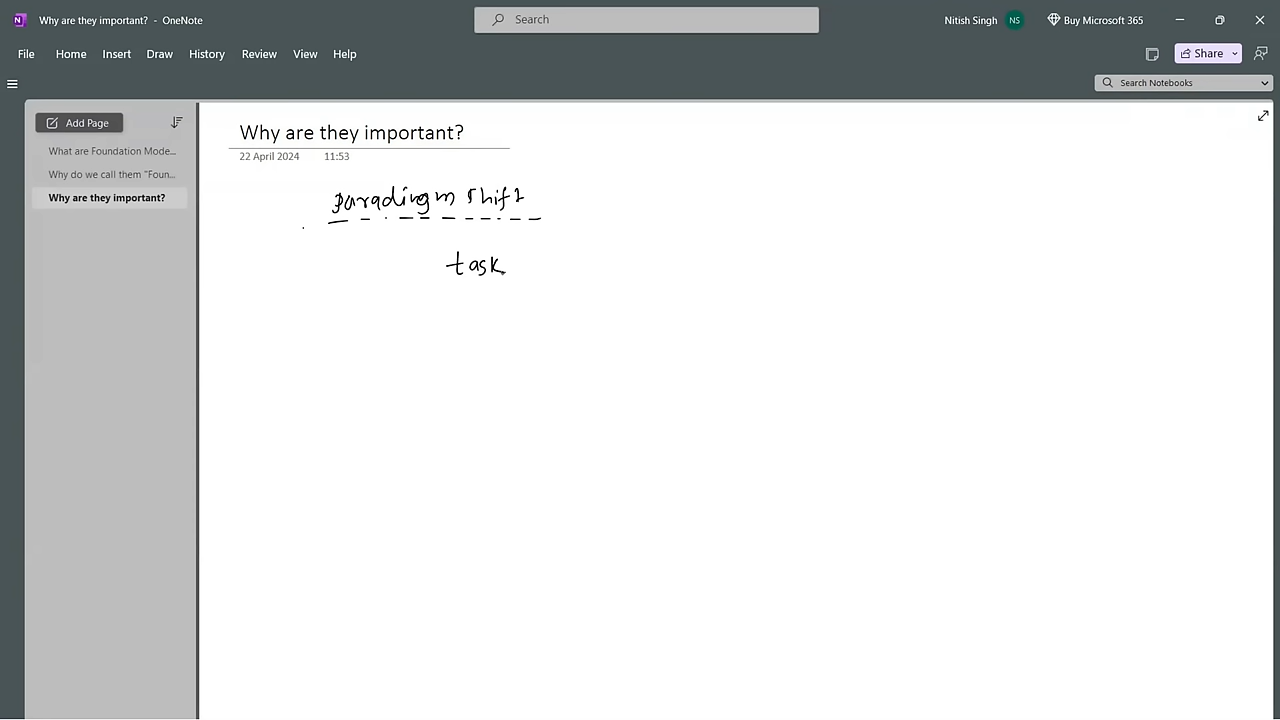 Why are they important? - OneNote
Search
Nitish Singh NS
Buy Microsoft 365
File Home Insert Draw History Review View Help
Share
Search Notebooks
Add Page
What are Foundation Mode...
Why do we call them "Foun...
Why are they important?
Why are they important?
22 April 2024 11:53
paradingm shift
task